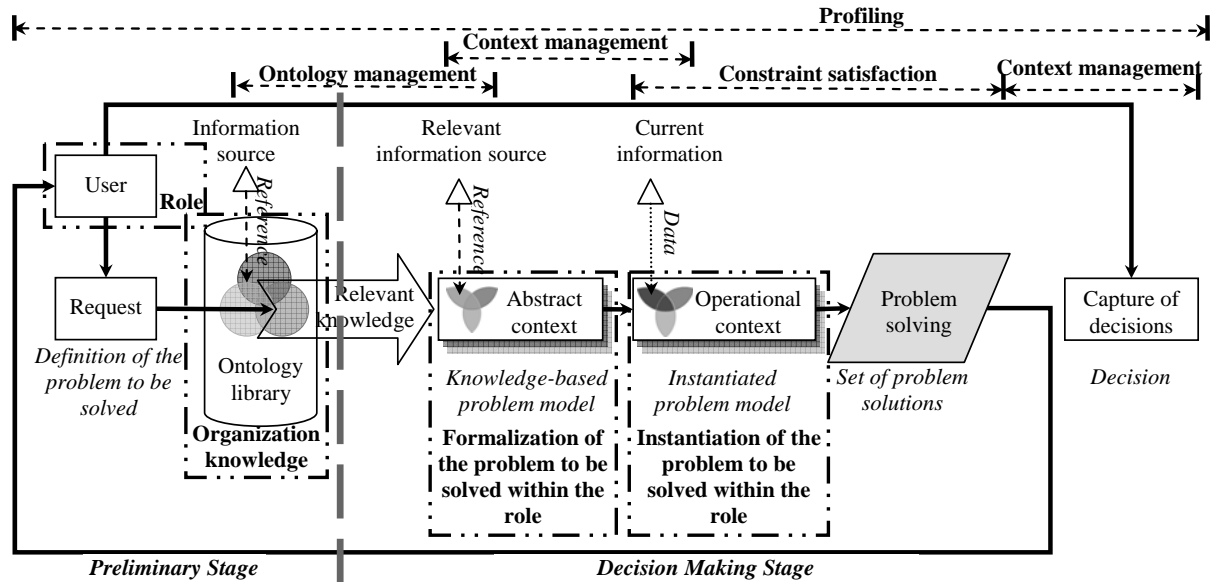 Profiling
Context management
Ontology management
Constraint satisfaction
Context management
Information
source
Relevant
information source
Current
information
User
Role
Reference
Reference
Data
Request
Definition of the
problem to be
solved
Ontology
library
Organization
knowledge
Relevant
knowledge
Abstract
context
Knowledge-based
problem model
Formalization of
the problem to be
solved within the
role
Operational
context
Instantiated
problem model
Instantiation of the
problem to be
solved within the
role
Problem
solving
Set of problem
solutions
Capture of
decisions
Decision
Preliminary Stage
Decision Making Stage